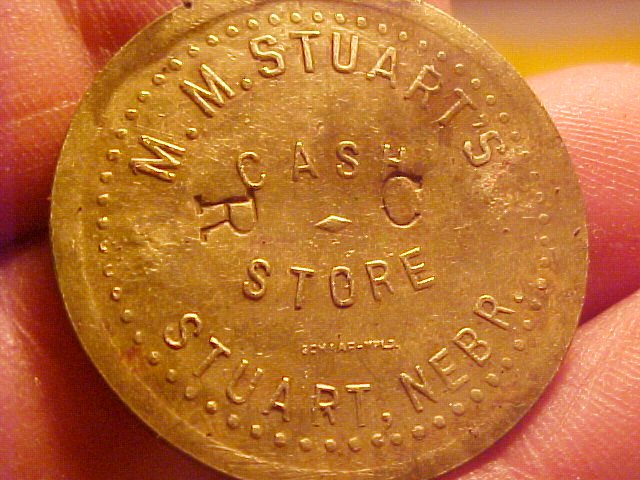 M. M. STUART'S
CASH
R C
STORE
STUART, NEBR.